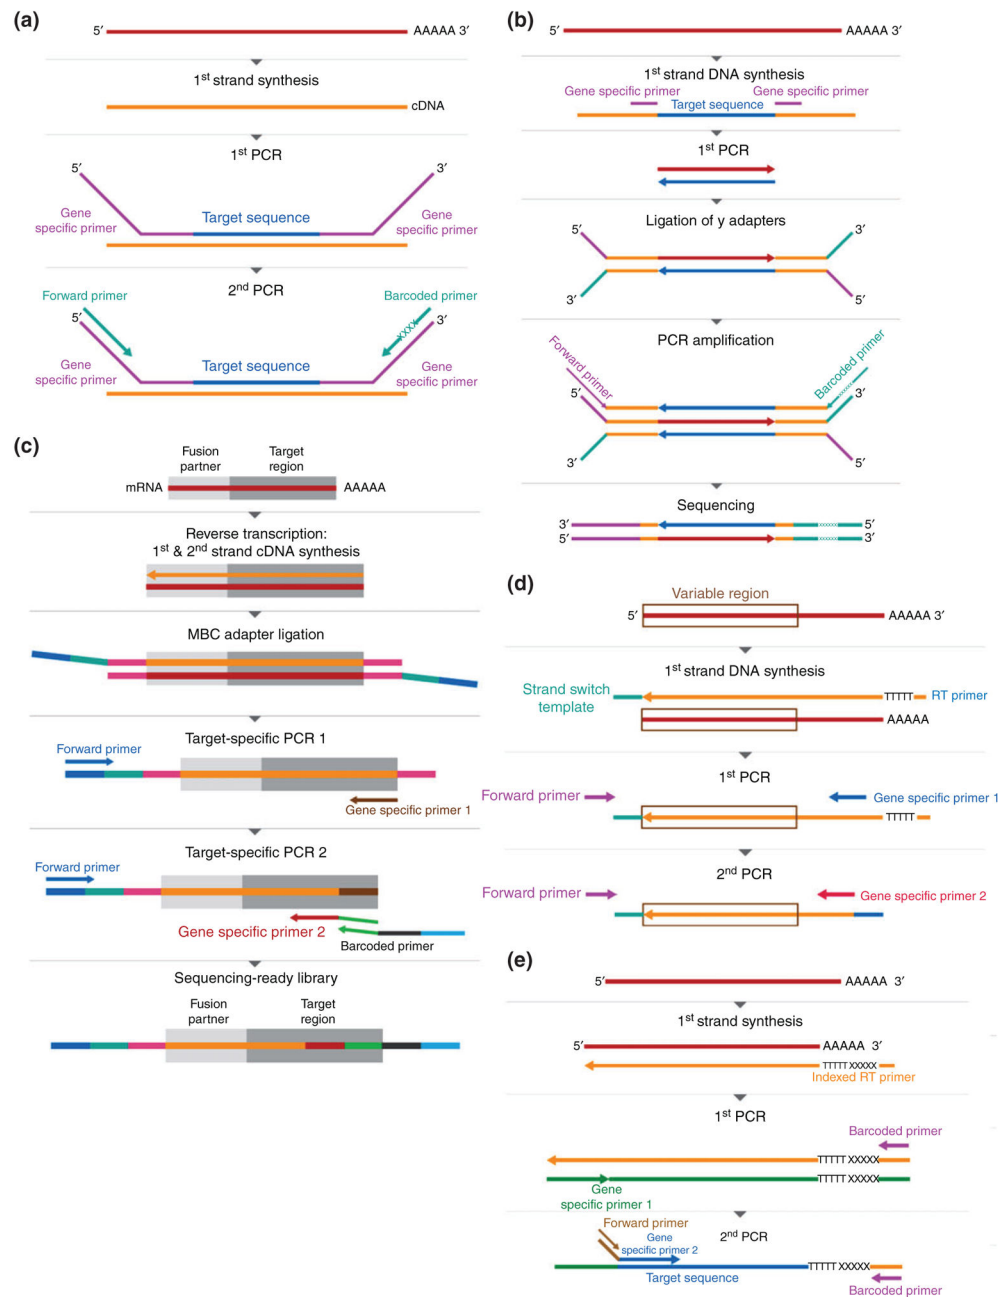 (a)
5′ AAAAA 3′
1st strand synthesis
cDNA
1st PCR
5′ 3′
Gene
specific primer
Target sequence
Gene
specific primer
2nd PCR
Forward primer
Barcoded primer
5′ XXXX 3′
Gene
specific primer
Target sequence
Gene
specific primer
(b)
5′ AAAAA 3′
1st strand DNA synthesis
Gene specific primer Gene specific primer
Target sequence
1st PCR
Ligation of y adapters
5′ 3′
3′ 5′
PCR amplification
Forward primer
Barcoded primer
5′ 3′
3′ 5′
Sequencing
3′ 5′
5′ 3′
(c)
Fusion
partner
Target
region
mRNA AAAAA
Reverse transcription:
1st & 2nd strand cDNA synthesis
MBC adapter ligation
Target-specific PCR 1
Forward primer
Gene specific primer 1
Target-specific PCR 2
Forward primer
Gene specific primer 2
Barcoded primer
Sequencing-ready library
Fusion
partner
Target
region
(d)
Variable region
5′ AAAAA 3′
1st strand DNA synthesis
Strand switch
template
TTTTT RT primer
AAAAA
1st PCR
Forward primer
Gene specific primer 1
TTTTT
2nd PCR
Forward primer
Gene specific primer 2
(e)
5′ AAAAA 3′
1st strand synthesis
5′ AAAAA 3′
TTTTT XXXXX
Indexed RT primer
1st PCR
Barcoded primer
TTTTT XXXXX
TTTTT XXXXX
Gene
specific primer 1
Forward primer
2nd PCR
Gene
specific primer 2
TTTTT XXXXX
Target sequence
Barcoded primer